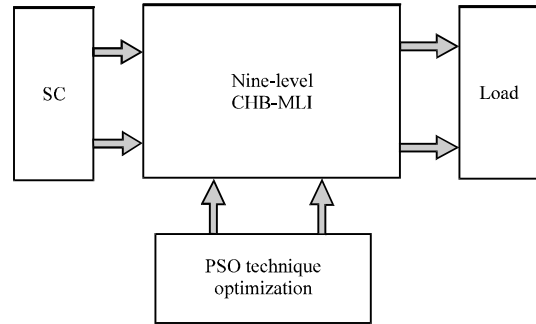 SC
Nine-level
CHB-MLI
Load
PSO technique
optimization